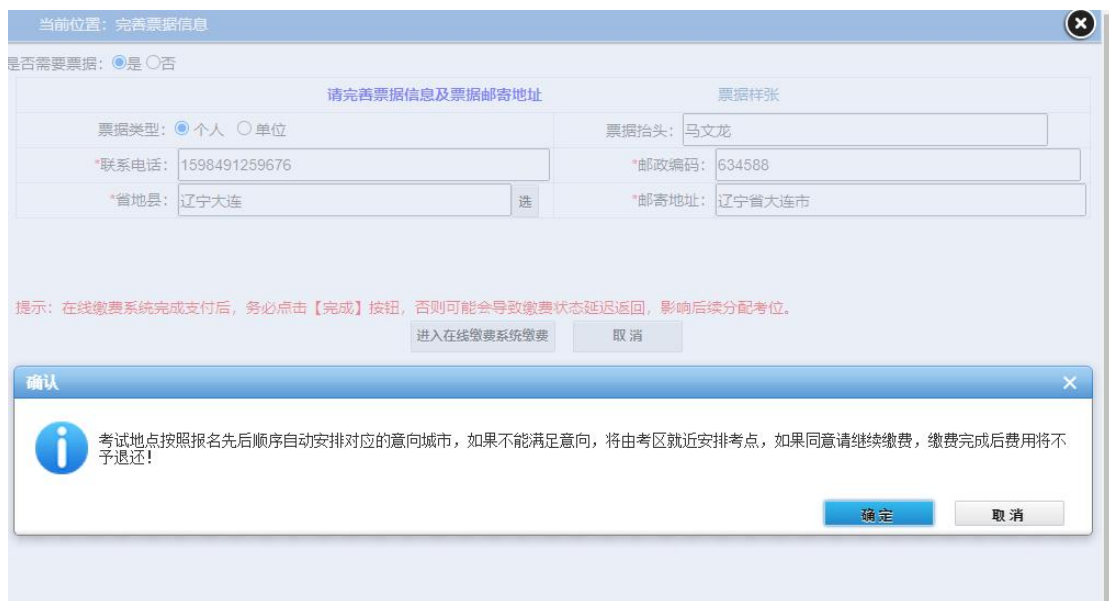 当前位置：完善票据信息
是否需要票据：是 否
请完善票据信息及票据邮寄地址 票据样张
票据类型：个人 单位 票据抬头：马文龙
*联系电话：1598491259676 *邮政编码：634588
*省地县：辽宁大连 选 *邮寄地址：辽宁省大连市
提示：在线缴费系统完成支付后，务必点击【完成】按钮，否则可能会导致缴费状态延迟返回，影响后续分配考位。
进入在线缴费系统缴费 取消
确认
考试地点按照报名先后顺序自动安排对应的意向城市，如果不能满足意向，将由考区就近安排考点，如果同意请继续缴费，缴费完成后费用将不
予退还！
确定 取消